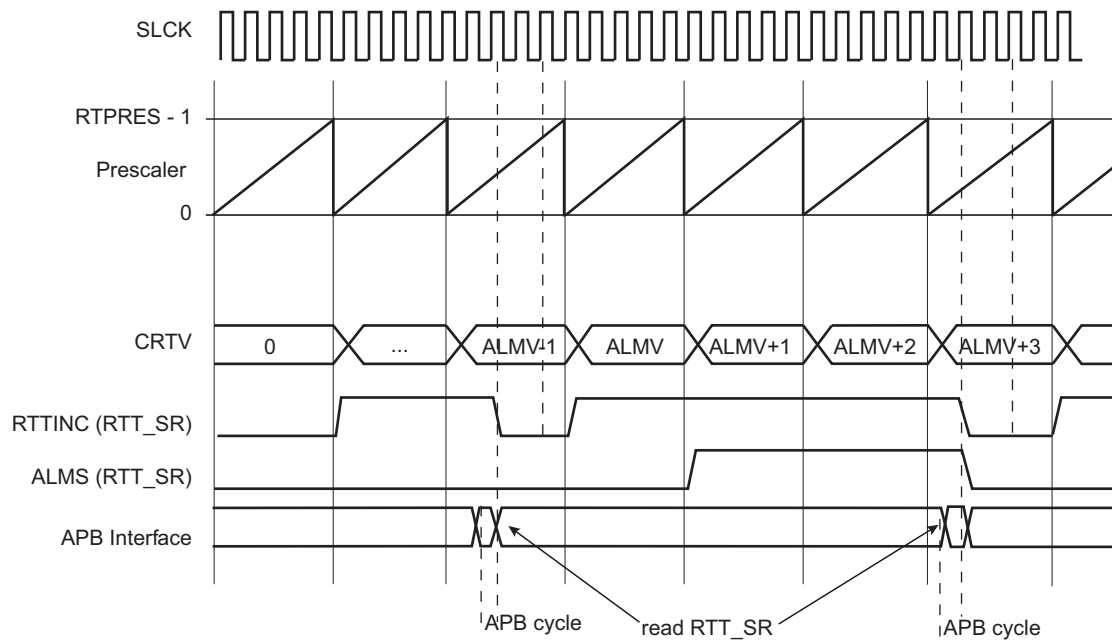 SLCK
RTPRES - 1
Prescaler
0
CRTV
0
...
ALMV-1
ALMV
ALMV+1
ALMV+2
ALMV+3
RTTINC (RTT_SR)
ALMS (RTT_SR)
APB Interface
APB cycle
read RTT_SR
APB cycle